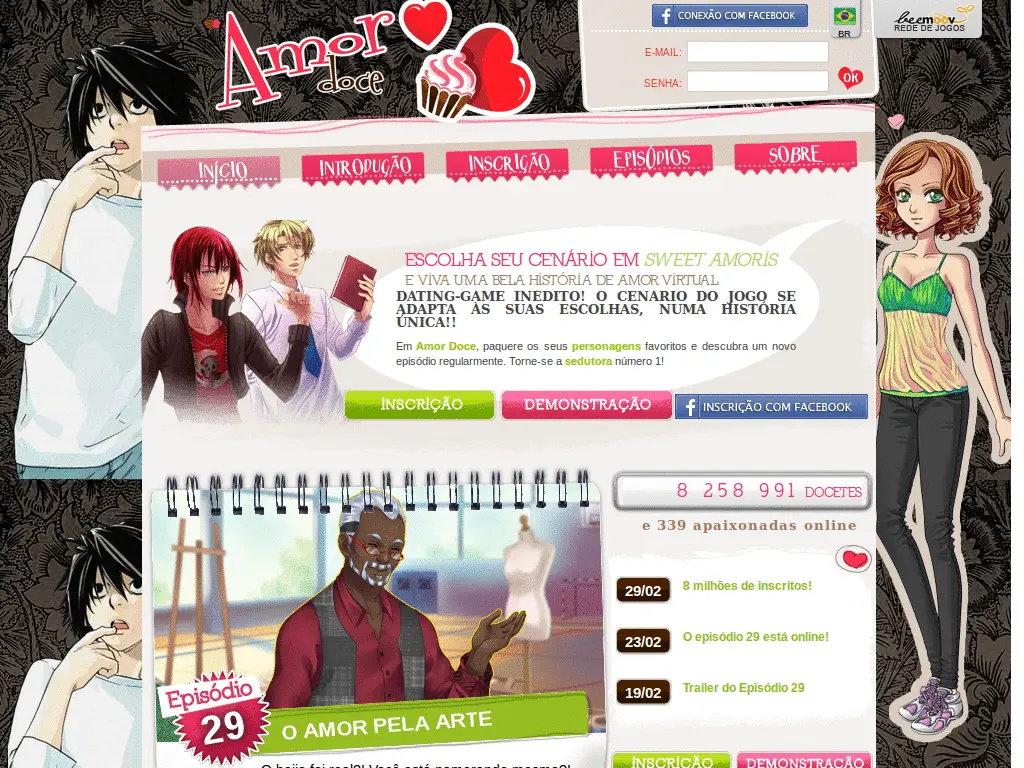 Amor doce
CONEXÃO COM FACEBOOK
BR
beemoov
REDE DE JOGOS
E-MAIL:
SENHA:
OK
INÍCIO
INTRODUÇÃO
INSCRIÇÃO
EPISÓDIOS
SOBRE
ESCOLHA SEU CENÁRIO EM SWEET AMORIS
E VIVA UMA BELA HISTÓRIA DE AMOR VIRTUAL
DATING-GAME INEDITO! O CENARIO DO JOGO SE
ADAPTA ÀS SUAS ESCOLHAS, NUMA HISTÓRIA
ÚNICA!!
Em Amor Doce, paquere os seus personagens favoritos e descubra um novo
episódio regularmente. Torne-se a sedutora número 1!
INSCRIÇÃO
DEMONSTRAÇÃO
INSCRIÇÃO COM FACEBOOK
8 258 991 DOCETES
e 339 apaixonadas online
29/02 8 milhões de inscritos!
23/02 O episódio 29 está online!
19/02 Trailer do Episódio 29
Episódio
29
O AMOR PELA ARTE
O beijo foi real?! Você está namorando mesmo?!
INSCRIÇÃO
DEMONSTRAÇÃO